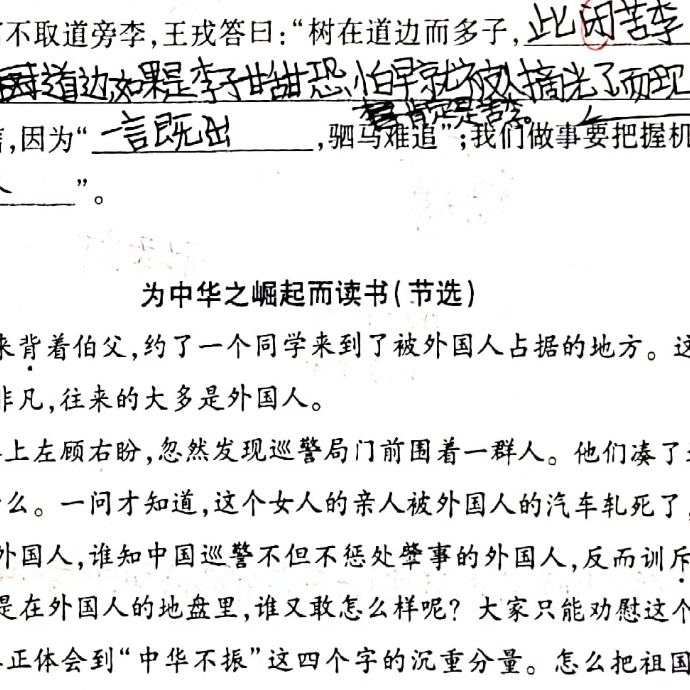 不取道旁李,王戎答曰:“树在道边而多子,此困苦李
道边,如果是李子甘甜恐怕早就被人摘光了而现
肯定是苦李。
,因为“言既出,驷马难追”;我们做事要把握机
”。
为中华之崛起而读书(节选)
来背着伯父,约了一个同学来到了被外国人占据的地方。这
非凡,往来的大多是外国人。
上左顾右盼,忽然发现巡警局门前围着一群人。他们凑了
么。一问才知道,这个女人的亲人被外国人的汽车轧死了,
外国人,谁知中国巡警不但不惩处肇事的外国人,反而训斥
是在外国人的地盘里,谁又敢怎么样呢?大家只能劝慰这个
正体会到“中华不振”这四个字的沉重分量。怎么把祖国